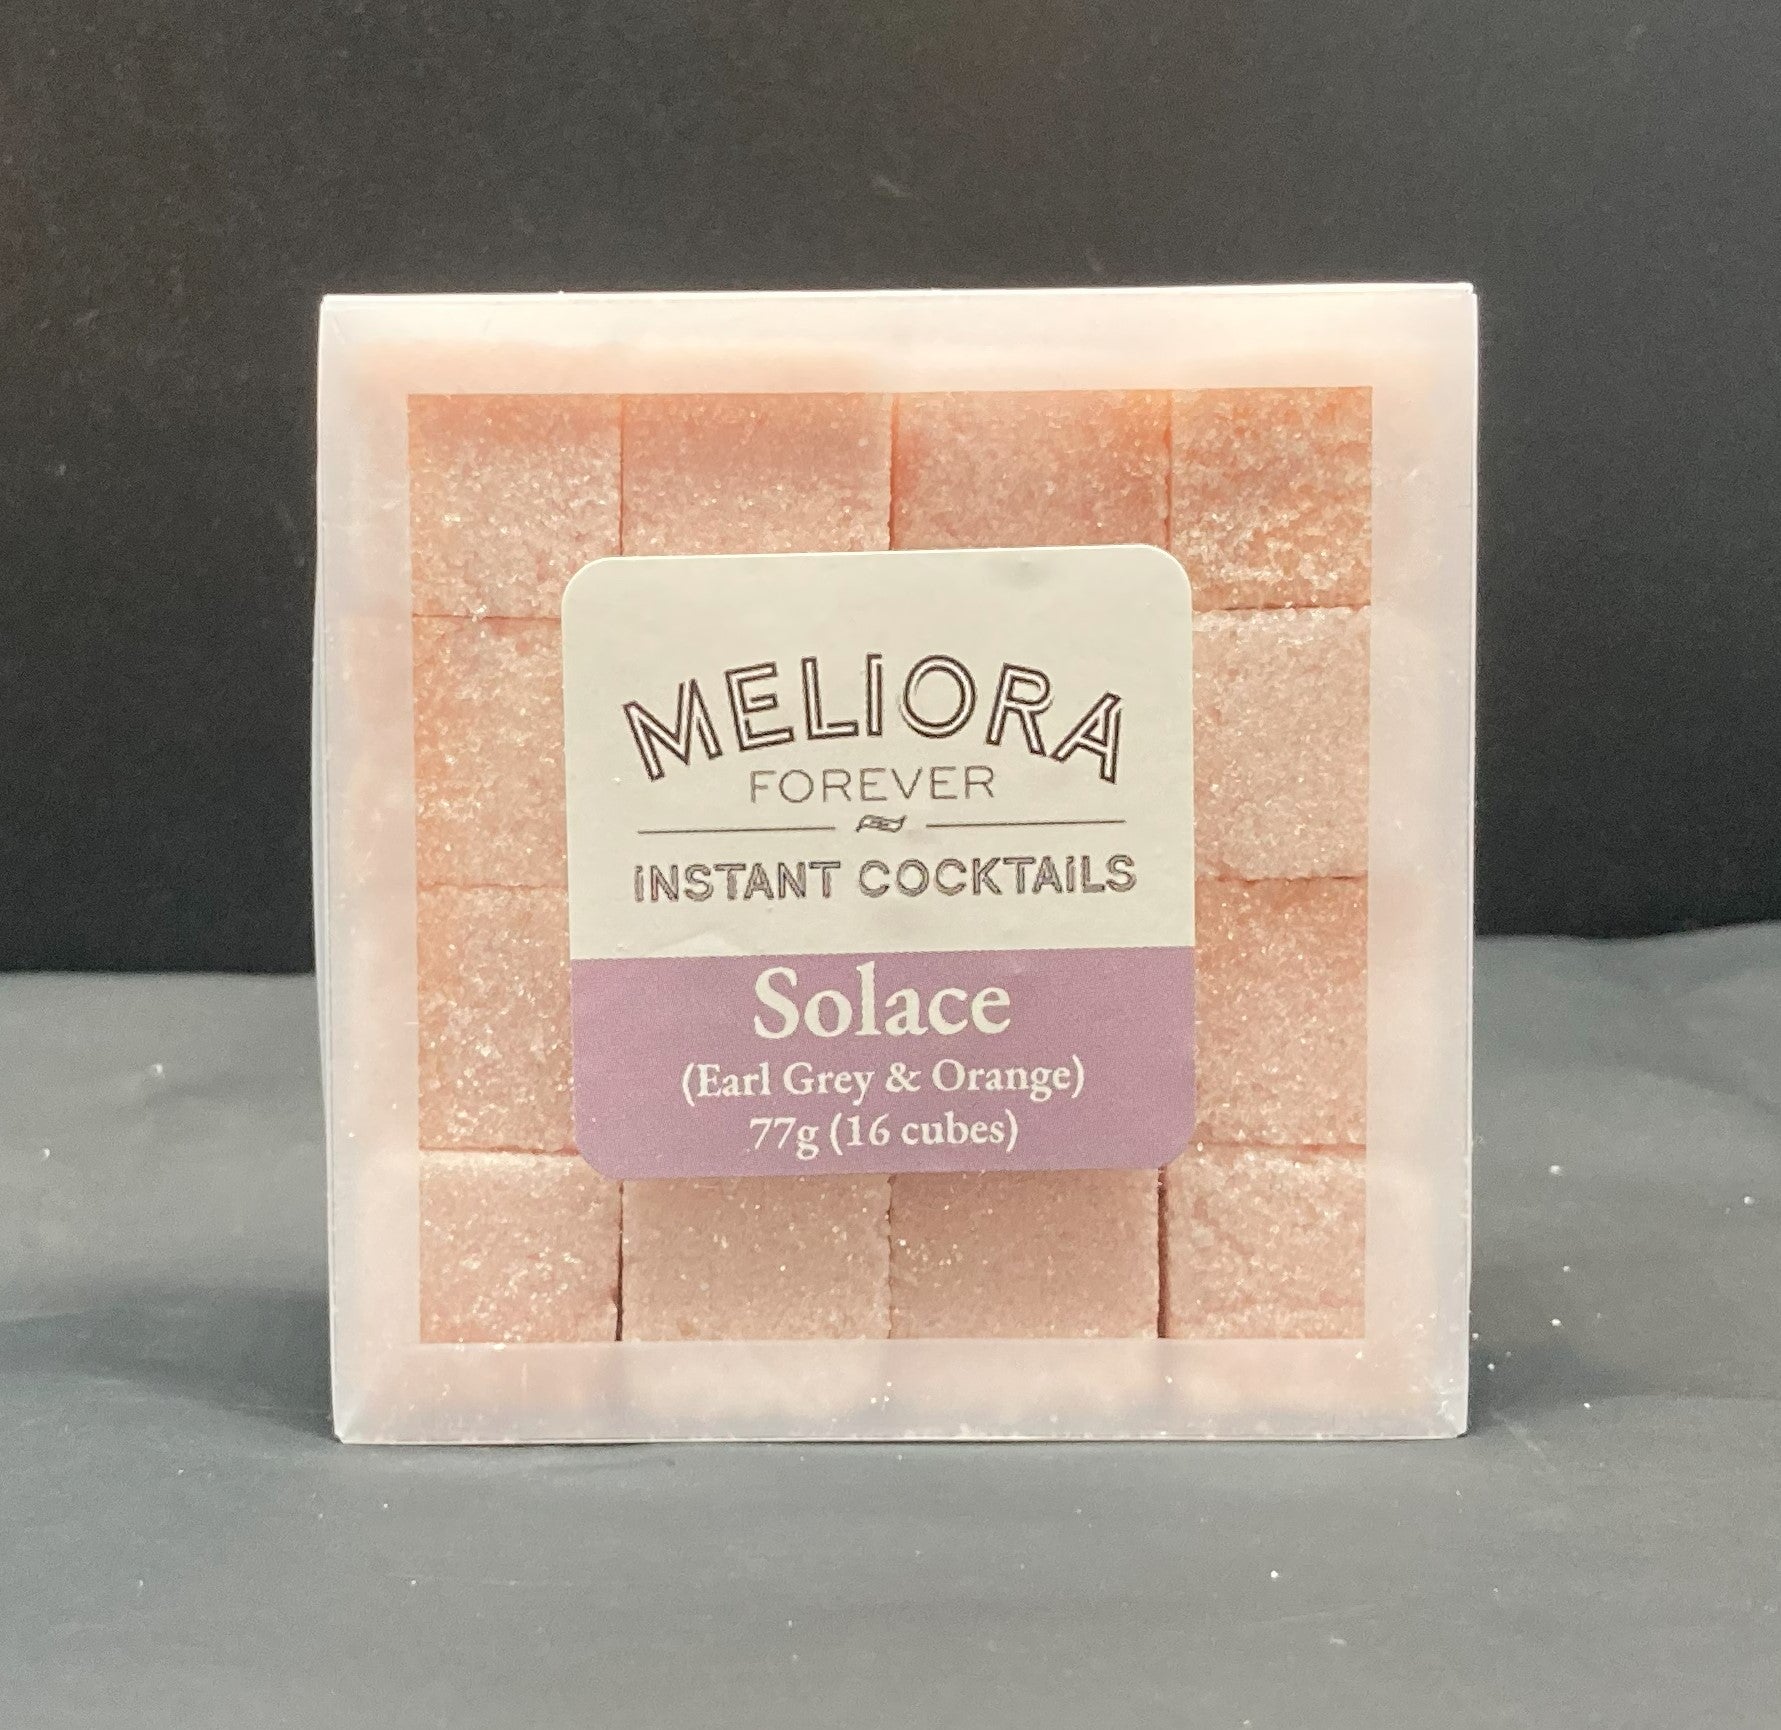 MELIORA
FOREVER
INSTANT COCKTAILS
Solace
(Earl Grey & Orange)
77g (16 cubes)